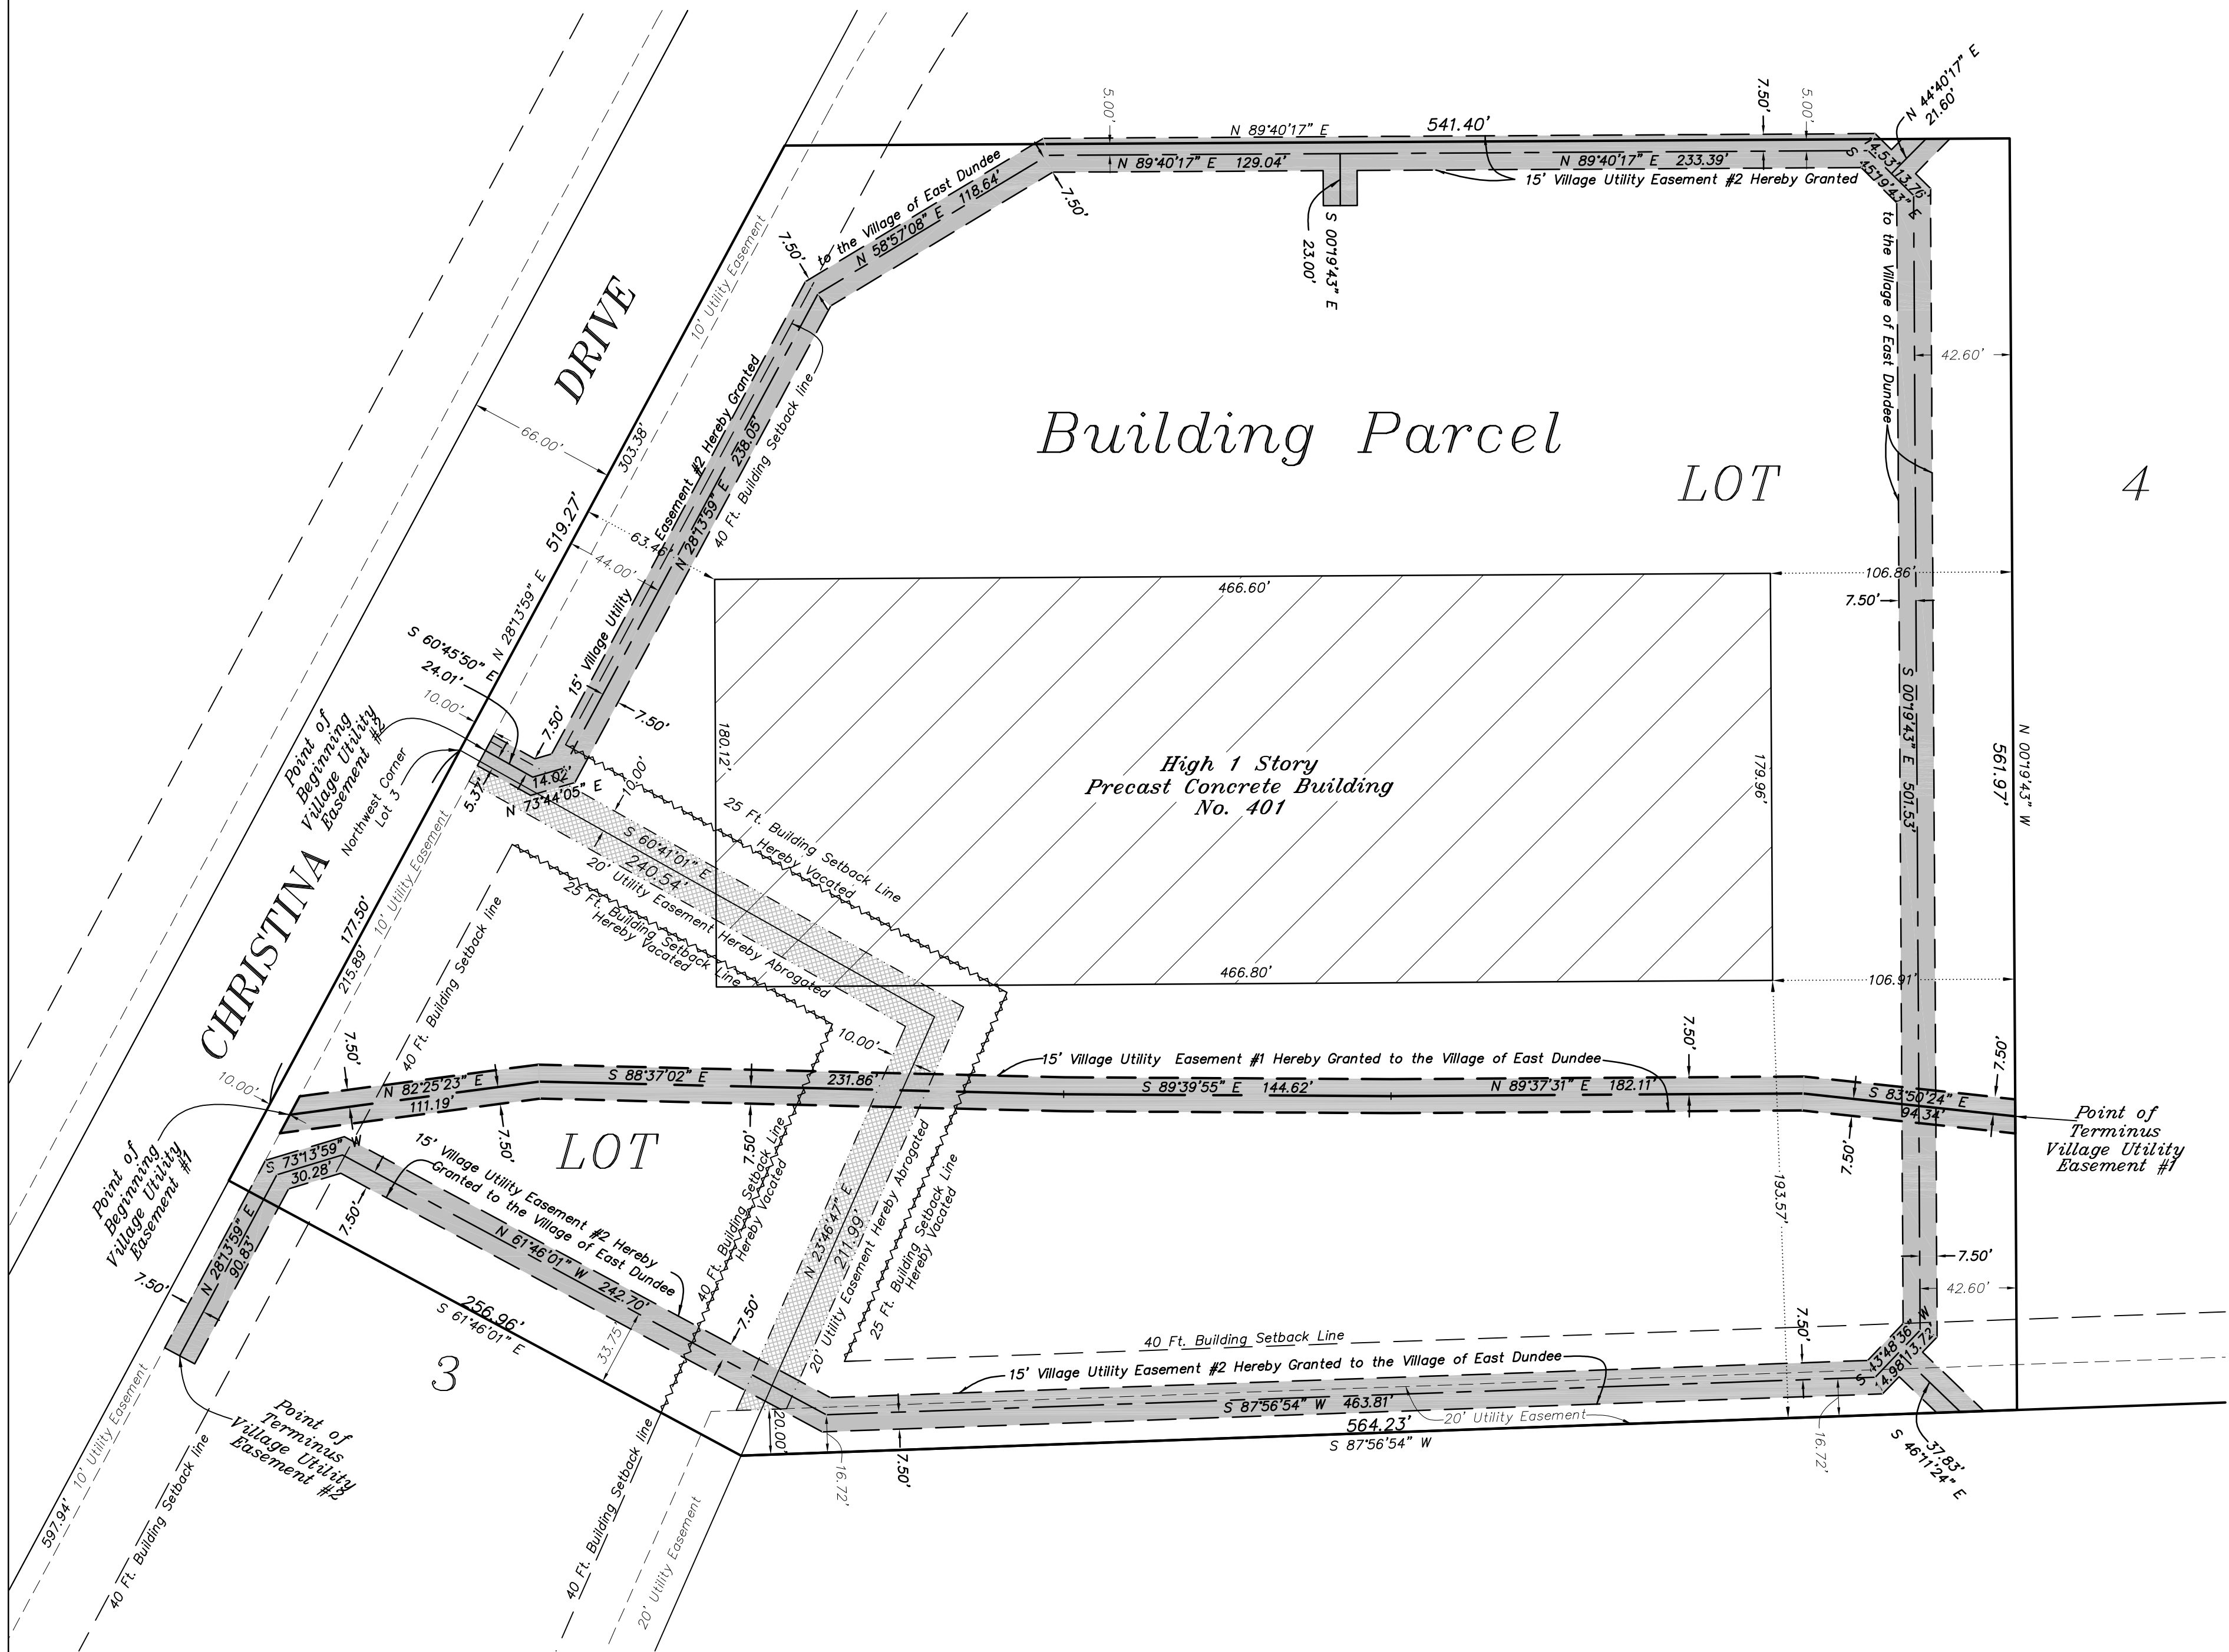 N 44°40'17" E
21.60'
5.00'
7.50'
5.00'
N 89°40'17" E
541.40'
N 89°40'17" E 129.04'
N 89°40'17" E 233.39'
15' Village Utility Easement #2 Hereby Granted
to the Village of East Dundee
N 58°57'08" E 118.64'
7.50'
7.50'
S 00°19'43" E
23.00'
14.53'
13.76'
S 45°19'43" E
to the Village of East Dundee
42.60'
10' Utility Easement
DRIVE
66.00'
303.38'
519.27'
N 28°13'59" E
63.46'
44.00'
15' Village Utility
Easement #2 Hereby Granted
N 28°13'59" E 238.05'
40 Ft. Building Setback line
Building Parcel
LOT
4
466.60'
106.86'
7.50'
S 60°45'50" E
24.01'
10.00'
Point of
Beginning
Village Utility
Easement #2
Northwest Corner
Lot 3
7.50'
7.50'
5.37'
14.02'
N 73°44'05" E
10.00'
180.12'
High 1 Story
Precast Concrete Building
No. 401
179.96'
S 00°19'43" E 501.53'
561.97'
N 00°19'43" W
25 Ft. Building Setback Line
Hereby Vacated
S 60°41'01" E
240.54'
20' Utility Easement Hereby Abrogated
25 Ft. Building Setback Line
Hereby Vacated
CHRISTINA
177.50'
215.89'
10' Utility Easement
40 Ft. Building Setback line
466.80'
106.91'
10.00'
10.00'
7.50'
N 82°25'23" E
111.19'
7.50'
S 88°37'02" E
231.86'
7.50'
15' Village Utility Easement #1 Hereby Granted to the Village of East Dundee
S 89°39'55" E 144.62'
N 89°37'31" E 182.11'
7.50'
7.50'
S 83°50'24" E
94.34'
7.50'
Point of
Terminus
Village Utility
Easement #1
Point of
Beginning
Village Utility
Easement #1
S 73°13'59" W
30.28'
7.50'
LOT
15' Village Utility Easement #2 Hereby
Granted to the Village of East Dundee
N 61°46'01" W 242.70'
N 28°13'59" E
90.83'
7.50'
256.96'
S 61°46'01" E
33.75'
7.50'
40 Ft. Building Setback Line
Hereby Vacated
N 23°46'47" E
211.99'
20' Utility Easement Hereby Abrogated
25 Ft. Building Setback Line
Hereby Vacated
193.57'
7.50'
42.60'
3
Point of
Terminus
Village Utility
Easement #2
40 Ft. Building Setback Line
15' Village Utility Easement #2 Hereby Granted to the Village of East Dundee
7.50'
S 43°48'36" W
14.98'
13.72'
S 87°56'54" W 463.81'
564.23'
20' Utility Easement
S 87°56'54" W
20.00'
16.72'
7.50'
16.72'
37.83'
S 46°11'24" E
597.94'
10' Utility Easement
40 Ft. Building Setback line
40 Ft. Building Setback line
20' Utility Easement